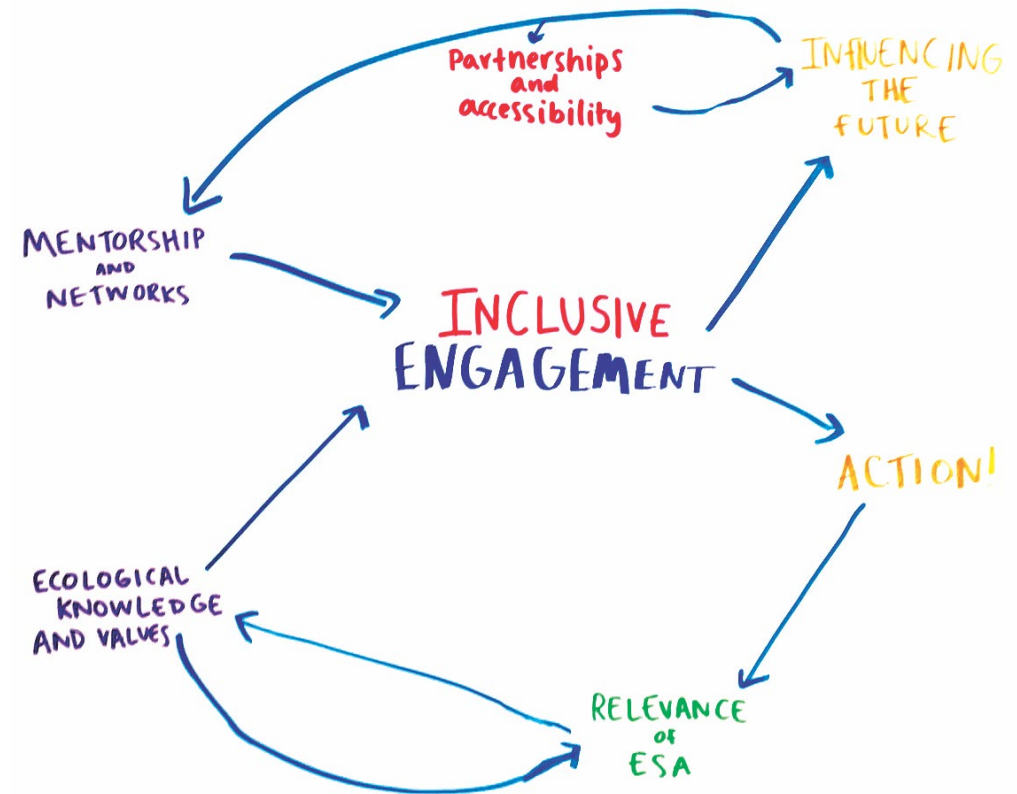 Partnerships
and
accessibility
INFLUENCING
THE
FUTURE
MENTORSHIP
AND
NETWORKS
INCLUSIVE
ENGAGEMENT
ACTION!
ECOLOGICAL
KNOWLEDGE
AND VALUES
RELEVANCE
OF
ESA